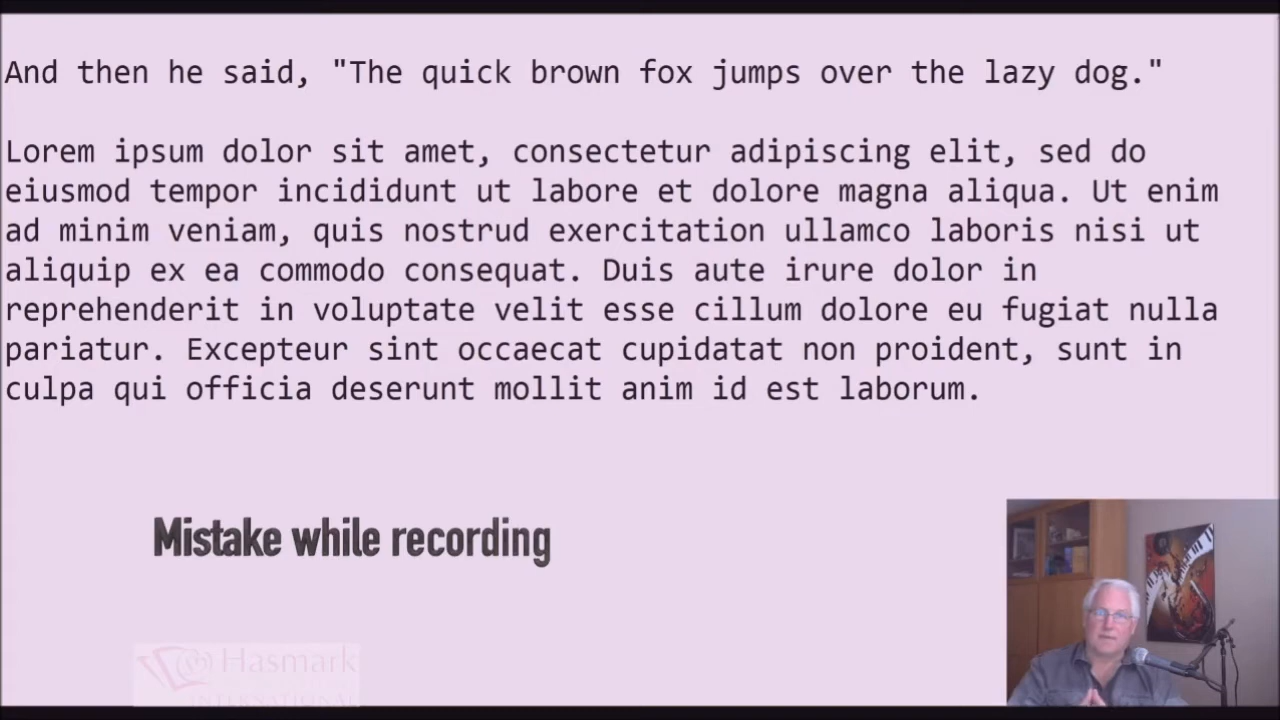 And then he said, "The quick brown fox jumps over the lazy dog."
Lorem ipsum dolor sit amet, consectetur adipiscing elit, sed do
eiusmod tempor incididunt ut labore et dolore magna aliqua. Ut enim
ad minim veniam, quis nostrud exercitation ullamco laboris nisi ut
aliquip ex ea commodo consequat. Duis aute irure dolor in
reprehenderit in voluptate velit esse cillum dolore eu fugiat nulla
pariatur. Excepteur sint occaecat cupidatat non proident, sunt in
culpa qui officia deserunt mollit anim id est laborum.
Mistake while recording
Hasmark
INTERNATIONAL